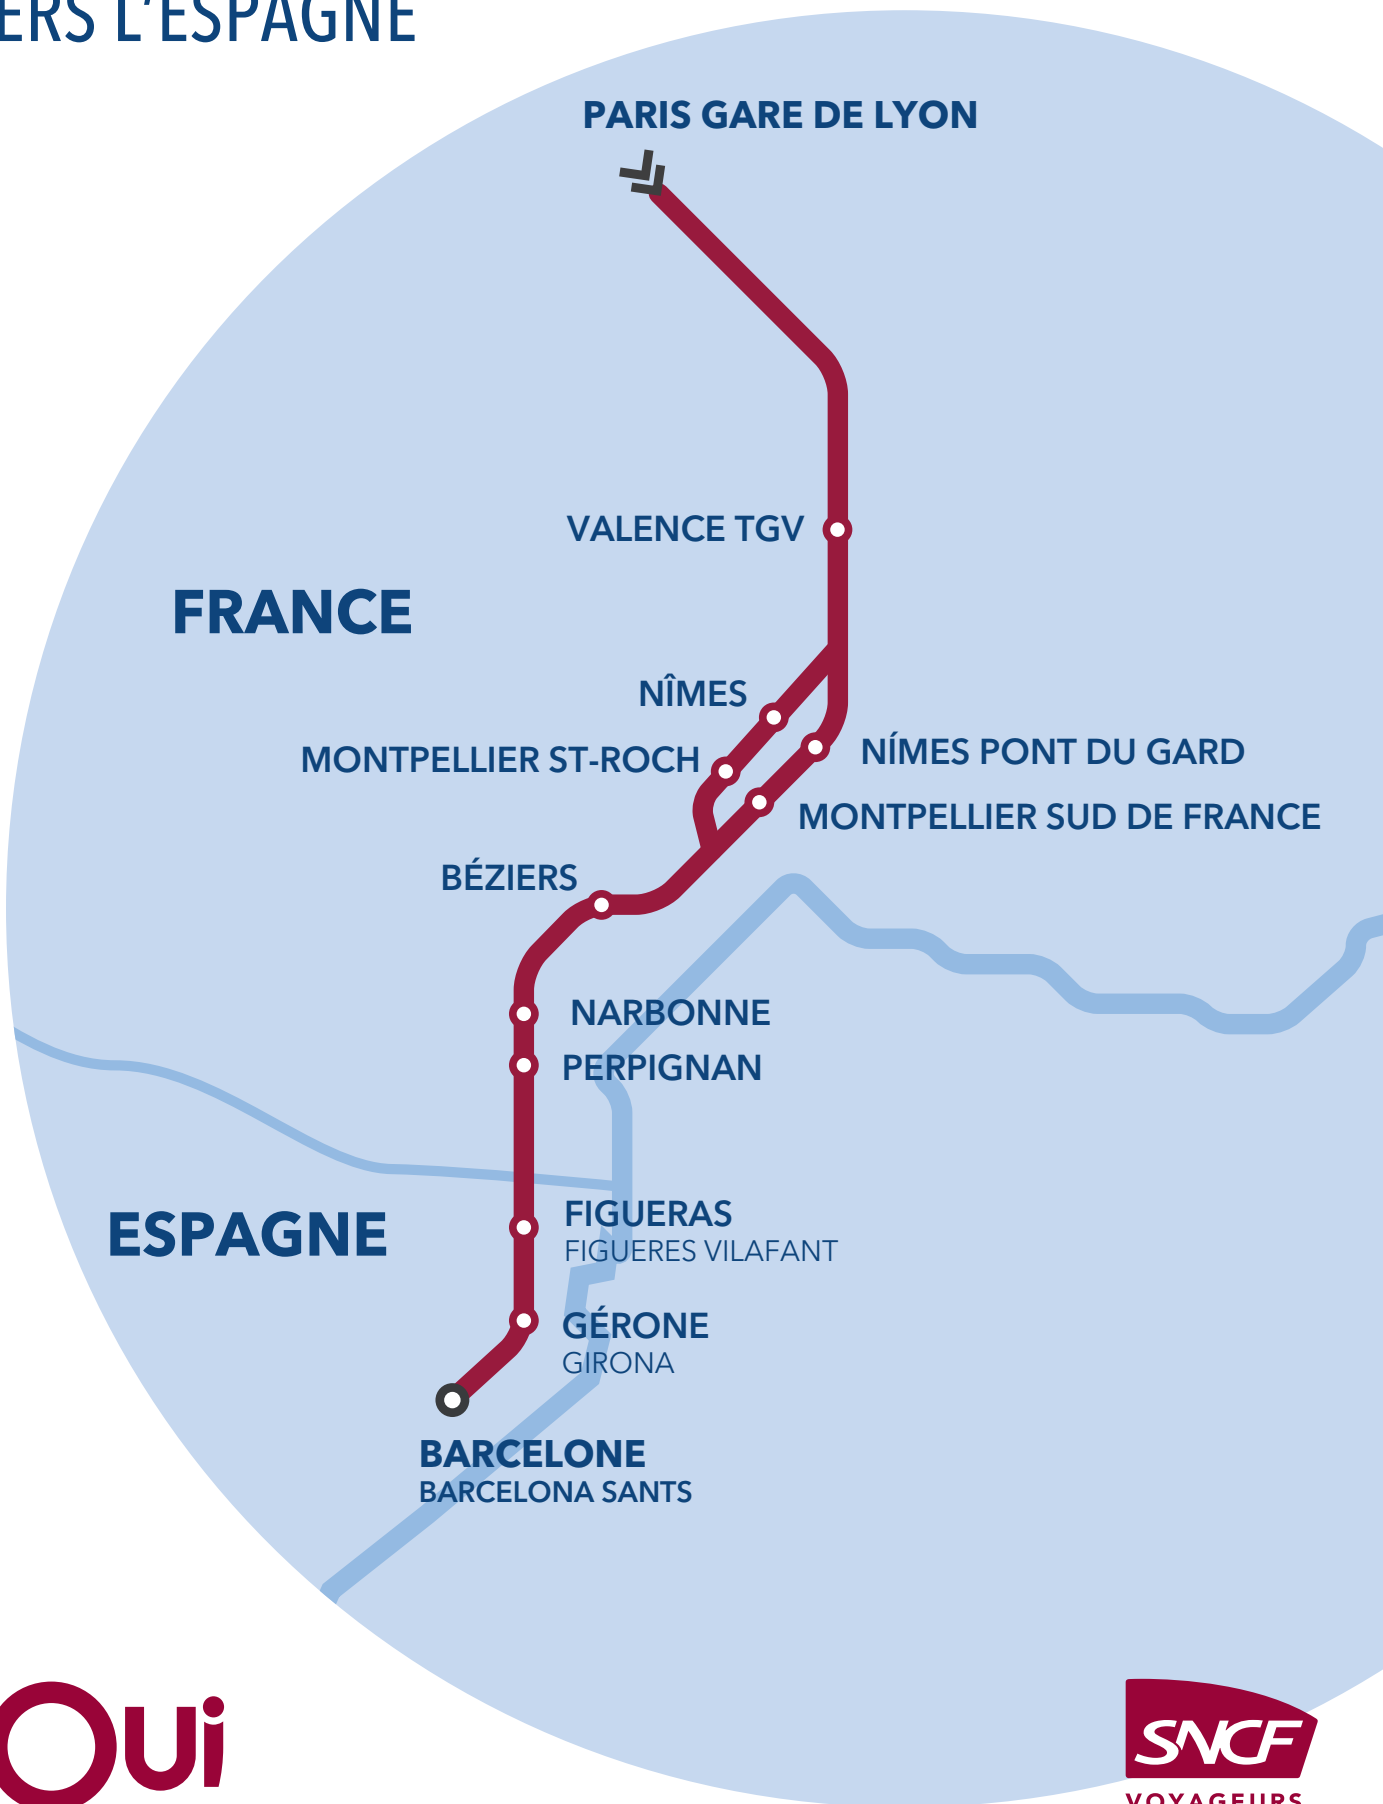 ERS L'ESPAGNE
PARIS GARE DE LYON
VALENCE TGV
FRANCE
NÎMES
MONTPELLIER ST-ROCH
NÍMES PONT DU GARD
MONTPELLIER SUD DE FRANCE
BÉZIERS
NARBONNE
PERPIGNAN
ESPAGNE
FIGUERAS
FIGUERES VILAFANT
GÉRONE
GIRONA
BARCELONE
BARCELONA SANTS
OUi
SNCF
VOYAGEURS